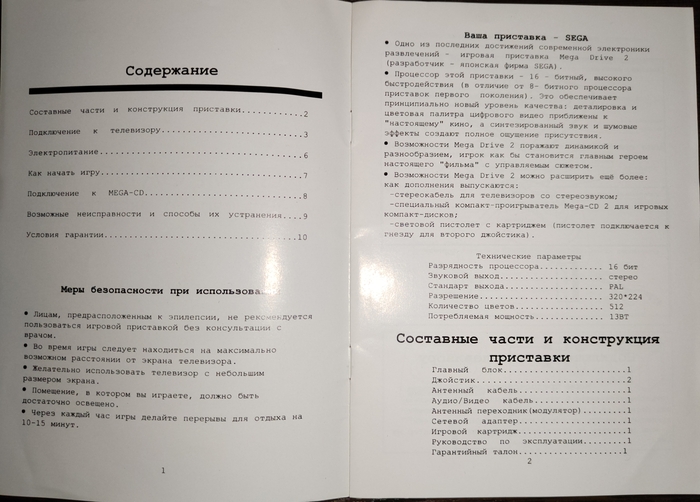 Содержание
Составные части и конструкция приставки...........2
Подключение к телевизору....................3
Электропитание..............................6
Как начать игру.............................7
Подключение к MEGA-CD.......................8
Возможные неисправности и способы их устранения...9
Условия гарантии...........................10
Меры безопасности при использова
● Лицам, предрасположенным к эпилепсии, не рекомендуется
пользоваться игровой приставкой без консультации с
врачом.
● Во время игры следует находиться на максимально
возможном расстоянии от экрана телевизора.
● Желательно использовать телевизор с небольшим
размером экрана.
● Помещение, в котором вы играете, должно быть
достаточно освещено.
● Через каждый час игры делайте перерывы для отдыха на
10-15 минут.
1
Ваша приставка - SEGA
● Одно из последних достижений современной электроники
развлечений - игровая приставка Mega Drive 2
(разработчик - японская фирма SEGA).
● Процессор этой приставки - 16 - битный, высокого
быстродействия (в отличие от 8- битного процессора
приставок первого поколения). Это обеспечивает
принципиально новый уровень качества: деталировка и
цветовая палитра цифрового видио приближены к
"настоящему" кино, а синтезированный звук и шумовые
эффекты создают полное ощущение присутствия.
● Возможности Mega Drive 2 поражают динамикой и
разнообразием, игрок как бы становится главным героем
настоящего "фильма" с управляемым сюжетом.
● Возможности Mega Drive 2 можно расширить ещё более:
как дополнения выпускаются:
-стереокабель для телевизоров со стереозвуком;
-специальный компакт-проигрыватель Mega-CD 2 для игровых
компакт-дисков;
-световой пистолет с картриджем (пистолет подключается к
гнезду для второго джойстика).
Технические параметры
Разрядность процессора............ 16 бит
Звуковой выход.................... стерео
Стандарт выхода................... PAL
Разрешение........................ 320*224
Количество цветов................. 512
Потребляемая мощность............. 13ВТ
Составные части и конструкция
приставки
Главный блок.......................1
Джойстик...........................2
Антенный кабель....................1
Аудио/Видео кабель.................1
Антенный переходник(модулятор).....1
Сетевой адаптер....................1
Игровой картридж...................1
Руководство по эксплуатации........1
Гарантийный талон..................1
2